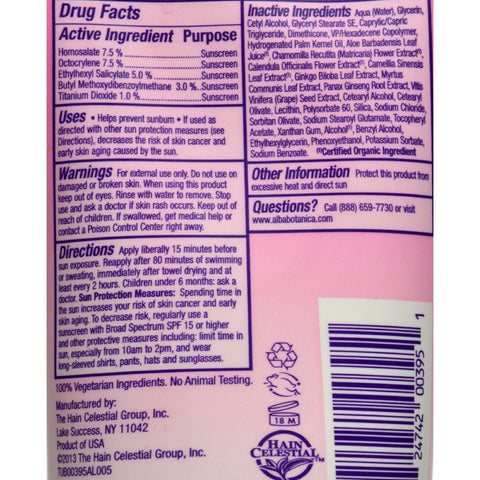 Drug Facts
Active Ingredient Purpose
Homosalate 7.5 %..............Sunscreen
Octocrylene 7.5%..............Sunscreen
Ethylhexyl Salicylate 5.0 %....Sunscreen
Butyl Methoxydibenzoylmethane 3.0 %..Sunscreen
Titanium Dioxide 1.0 %........Sunscreen
Uses • Helps prevent sunburn • If used as
directed with other sun protection measures (see
Directions), decreases the risk of skin cancer and
early skin aging caused by the sun.
Warnings For external use only. Do not use on
damaged or broken skin. When using this product
keep out of eyes. Rinse with water to remove. Stop
use and ask a doctor if skin rash occurs. Keep out of
reach of children. If swallowed, get medical help or
contact a Poison Control Center right away.
Directions Apply liberally 15 minutes before
sun exposure. Reapply after 80 minutes of swimming
or sweating, immediately after towel drying and at
least every 2 hours. Children under 6 months: ask a
doctor. Sun Protection Measures: Spending time in
the sun increases your risk of skin cancer and early
skin aging. To decrease risk, regularly use a
sunscreen with Broad Spectrum SPF 15 or higher
and other protective measures including: limit time in
sun, especially from 10am to 2pm, and wear
long-sleeved shirts, pants, hats and sunglasses.
100% Vegetarian Ingredients. No Animal Testing.
Manufactured by:
The Hain Celestial Group, Inc.
Lake Success, NY 11042
Product of USA
©2013 The Hain Celestial Group, Inc.
TUB00395AL005
Inactive Ingredients Aqua (Water), Glycerin,
Cetyl Alcohol, Glyceryl Stearate SE, Caprylic/Capric
Triglyceride, Dimethicone, VP/Hexadecene Copolymer,
Hydrogenated Palm Kernel Oil, Aloe Barbadensis Leaf
Juice(1), Chamomilla Recutita (Matricaria) Flower Extract(1),
Calendula Officinalis Flower Extract(1), Camellia Sinensis
Leaf Extract(1), Ginkgo Biloba Leaf Extract, Myrtus
Communis Leaf Extract, Panax Ginseng Root Extract, Vitis
Vinifera (Grape) Seed Extract, Cetearyl Alcohol, Cetearyl
Olivate, Lecithin, Polysorbate 60, Silica, Sodium Chloride,
Sorbitan Olivate, Sodium Stearoyl Glutamate, Tocopheryl
Acetate, Xanthan Gum, Alcohol(1), Benzyl Alcohol,
Ethylhexylglycerin, Phenoxyethanol, Potassium Sorbate,
Sodium Benzoate. (1)Certified Organic Ingredient
Other Information Protect this product from
excessive heat and direct sun
Questions? Call (888) 659-7730 or visit
www.albabotanica.com
18 M
HAIN
CELESTIAL™
24742 00395 1